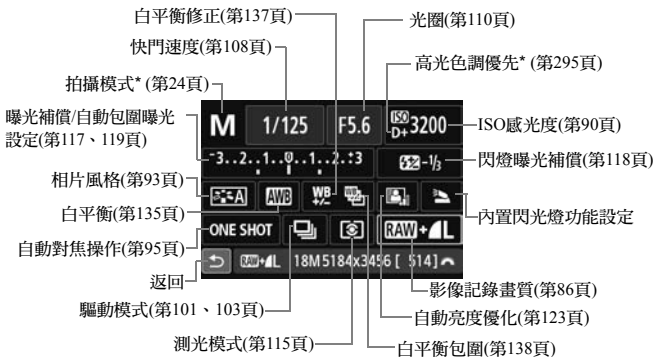 白平衡修正(第137頁)
光圈(第110頁)
快門速度(第108頁)
高光色調優先* (第295頁)
拍攝模式* (第24頁)
M 1/125 F5.6 ISO D+ 3200
ISO感光度(第90頁)
曝光補償/自動包圍曝光
設定(第117、119頁)
-3..2..1..0..1..2.:3 -1/3
閃燈曝光補償(第118頁)
相片風格(第93頁)
A AWB WB +/- WB
內置閃光燈功能設定
白平衡(第135頁)
ONE SHOT RAW+L
自動對焦操作(第95頁)
返回
RAW+L 18M 5184x3456 [ 514]
影像記錄畫質(第86頁)
驅動模式(第101、103頁)
自動亮度優化(第123頁)
測光模式(第115頁)
白平衡包圍(第138頁)